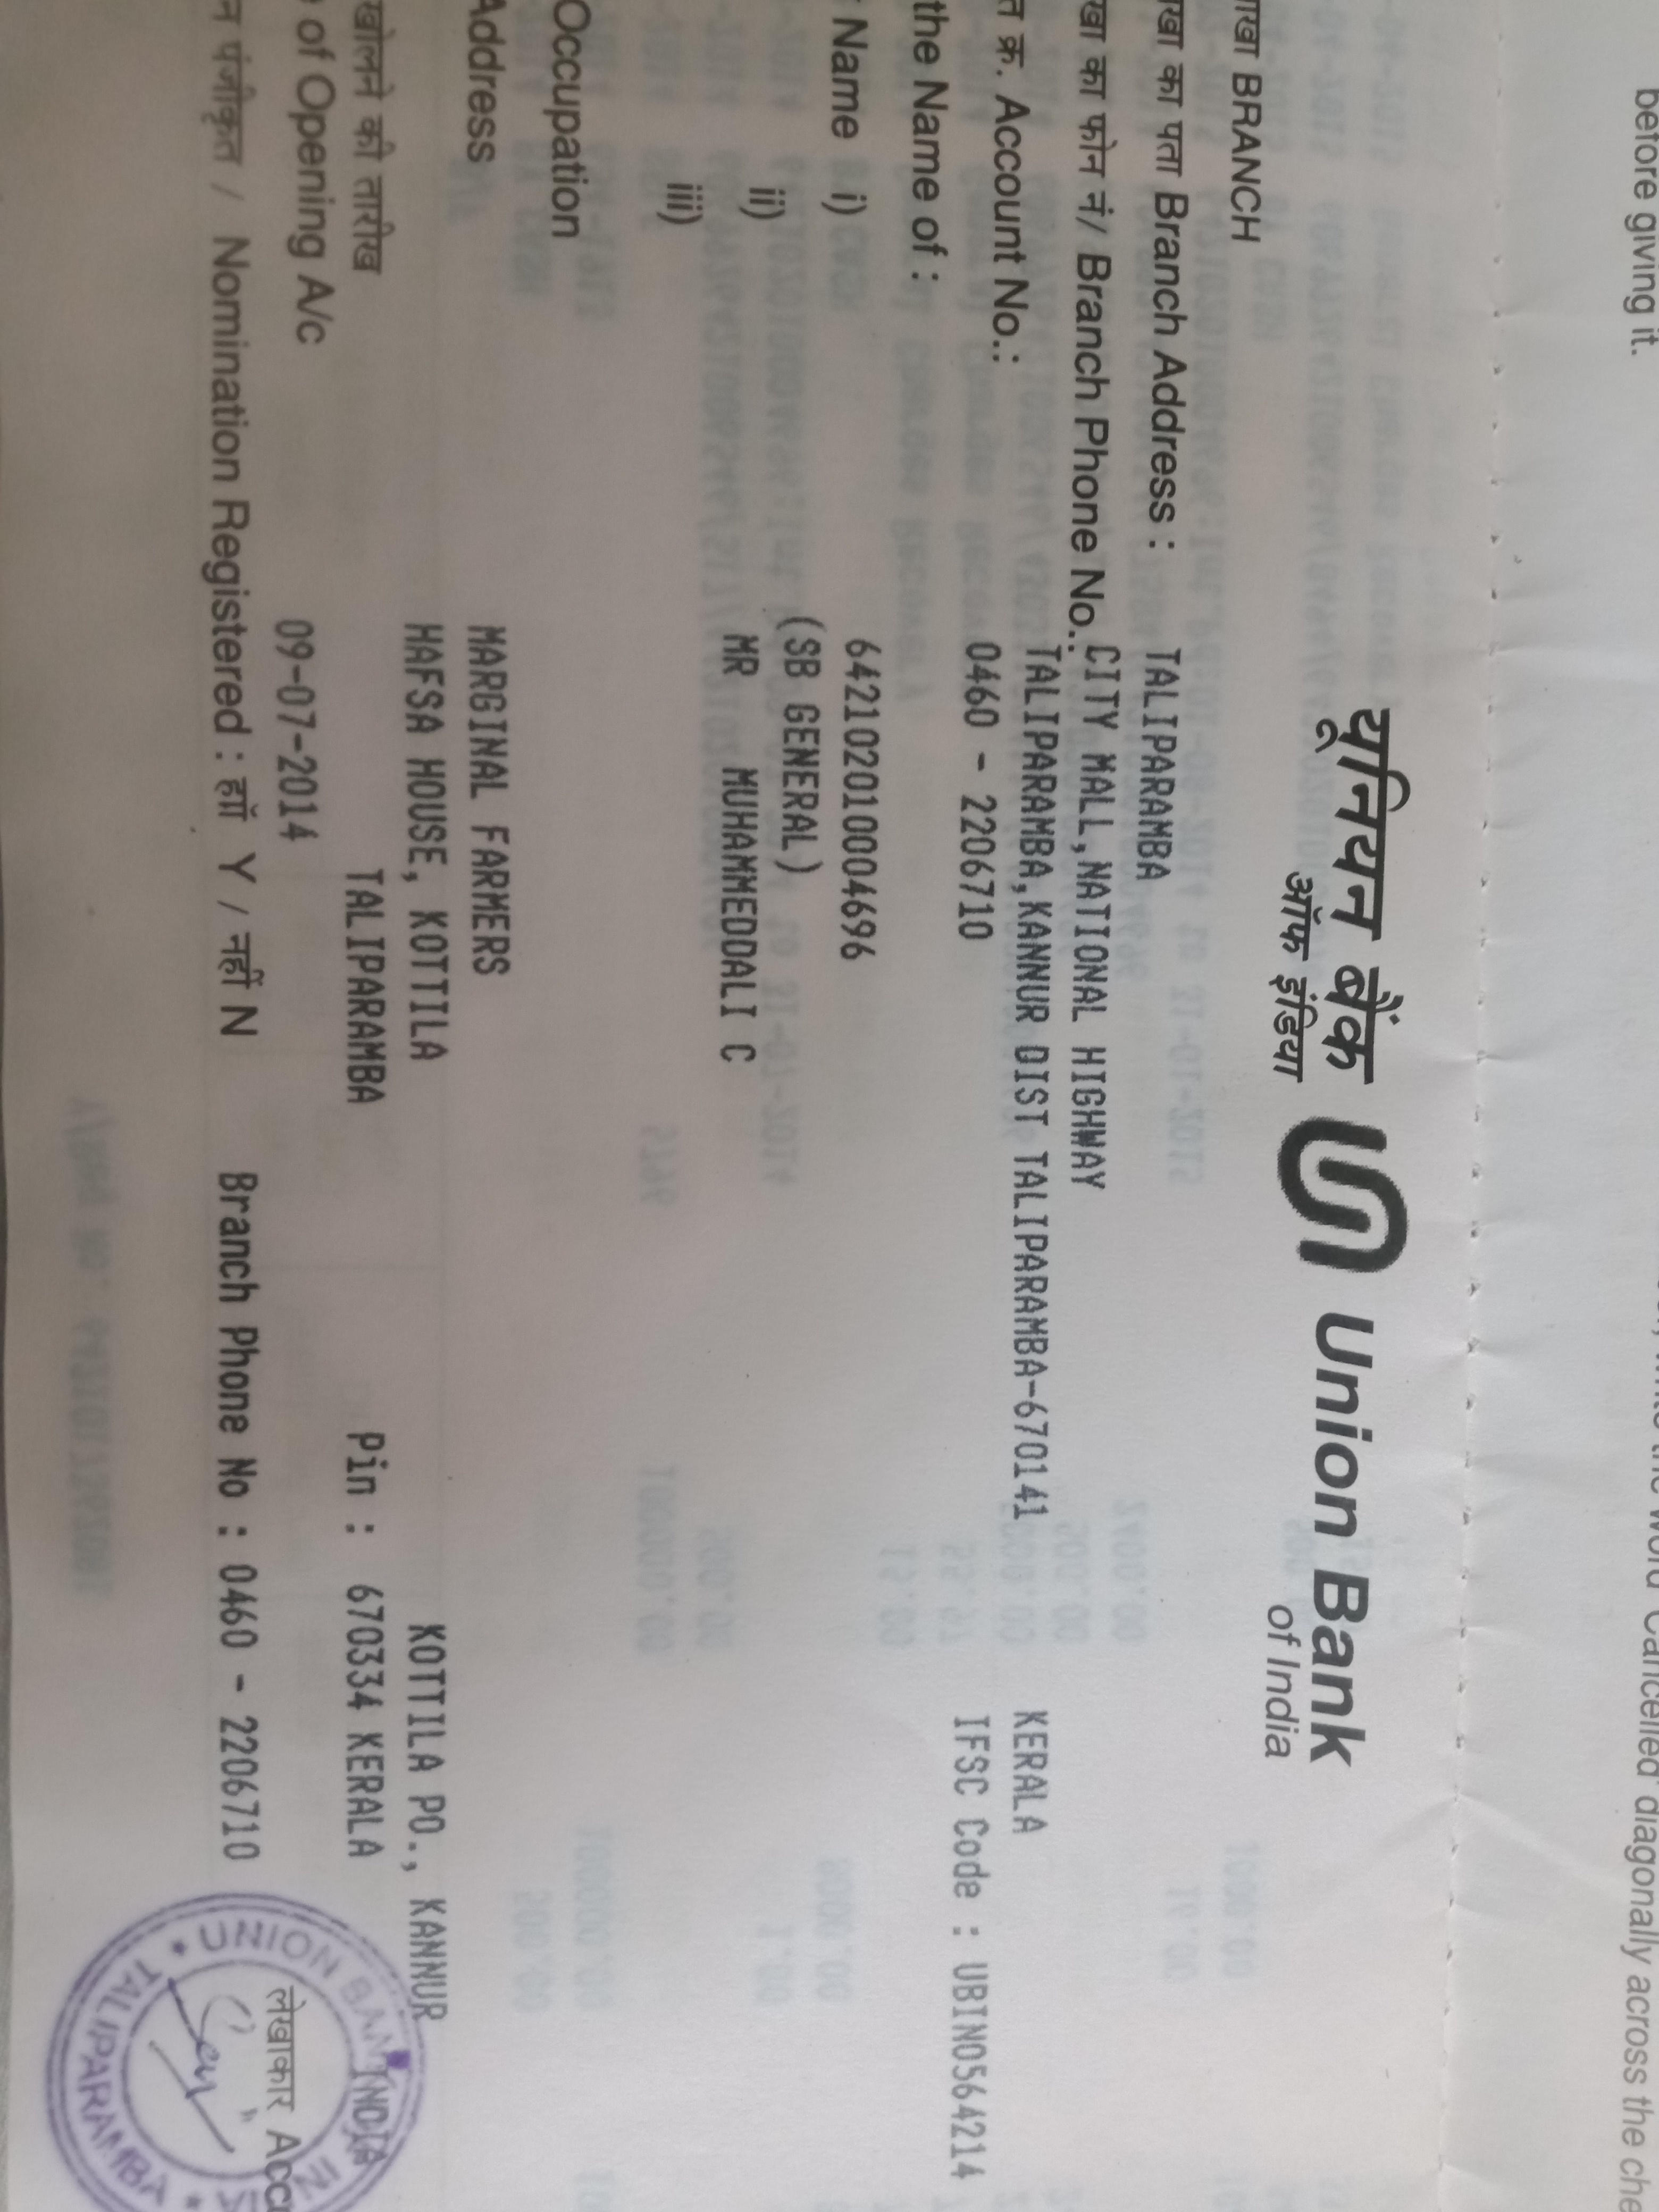 before giving it.
Cancelled diagonally across the che
यूनियन बैंक Union Bank
ऑफ इंडिया of India
BRANCH TALIPARAMBA
का पता Branch Address : CITY MALL,NATIONAL HIGHWAY
का फोन नं/ Branch Phone No.: TALIPARAMBA,KANNUR DIST TALIPARAMBA-670141 KERALA
0460 - 2206710 IFSC Code : UBIN0564214
क्र. Account No.: 642102010004696
the Name of : (SB GENERAL)
Name i) MR MUHAMMEDDALI C
ii)
iii)
Occupation MARGINAL FARMERS
Address HAFSA HOUSE, KOTTILA KOTTILA PO., KANNUR
TALIPARAMBA Pin : 670334 KERALA INDIA
खोलने की तारीख
of Opening A/c 09-07-2014
पंजीकृत / Nomination Registered : हाँ Y / नहीं N Branch Phone No : 0460 - 2206710
लेखाकार Acc
UNION BANK
TALIPARAMBA